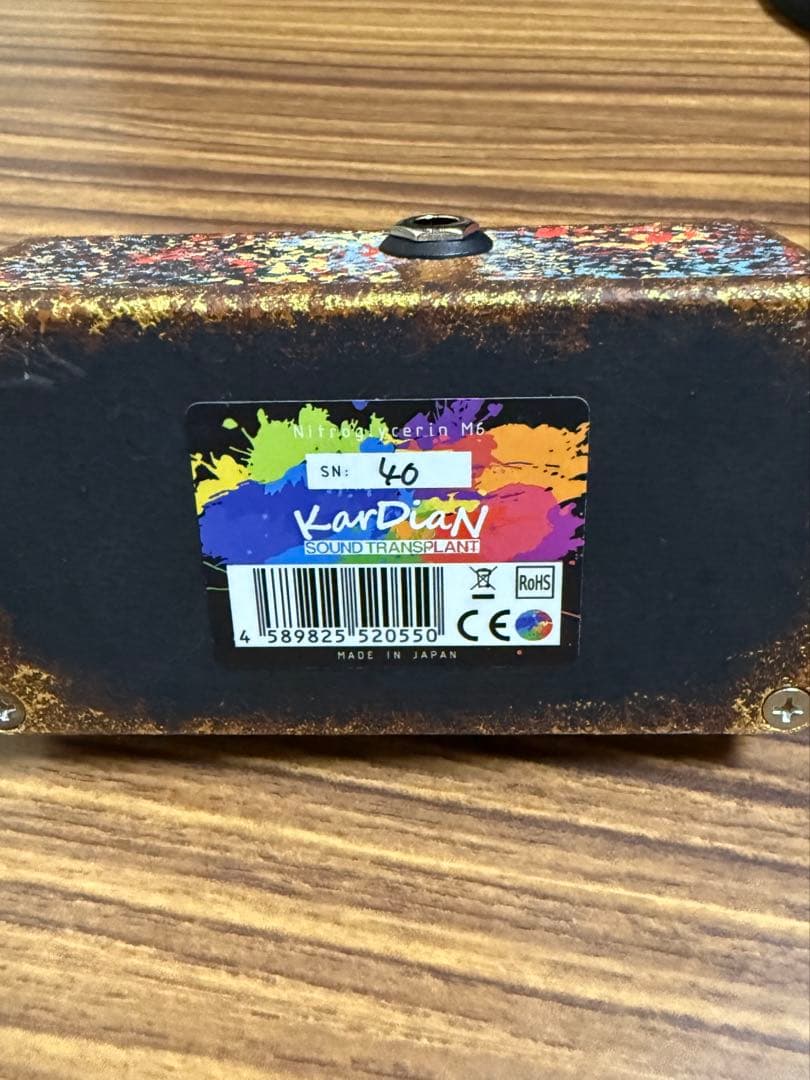 Nitroglycerin M6
SN: 40
KarDiaN
SOUND TRANSPLANT
RoHS
CE
4 589825 520550
MADE IN JAPAN